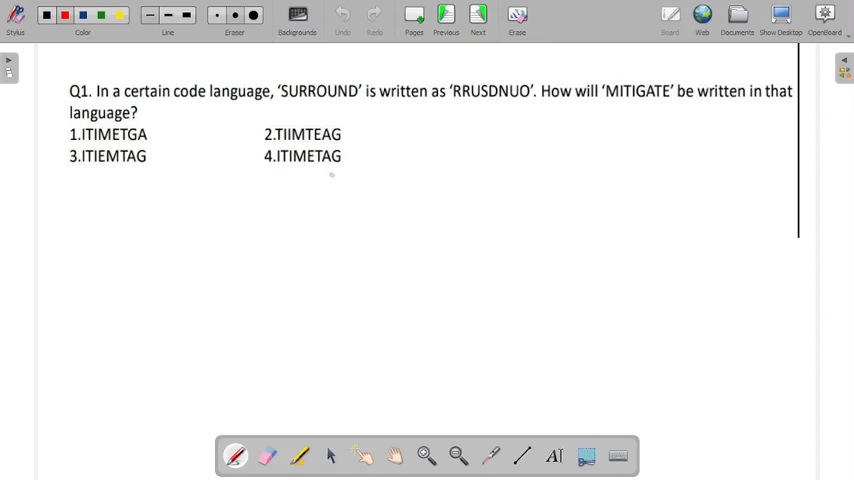 Stylus
Color
Line
Eraser
Backgrounds
Undo
Redo
Pages
Previous
Next
Erase
Board
Web
Documents
Show Desktop
OpenBoard
Q1. In a certain code language, ‘SURROUND’ is written as ‘RRUSDNUO’. How will ‘MITIGATE’ be written in that
language?
1.ITIMETGA 2.TIIMTEAG
3.ITIEMTAG 4.ITIMETAG